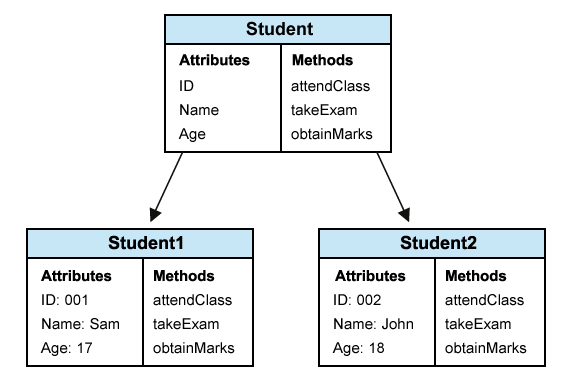 Student
Attributes Methods
ID attendClass
Name takeExam
Age obtainMarks
Student1
Attributes Methods
ID: 001 attendClass
Name: Sam takeExam
Age: 17 obtainMarks
Student2
Attributes Methods
ID: 002 attendClass
Name: John takeExam
Age: 18 obtainMarks